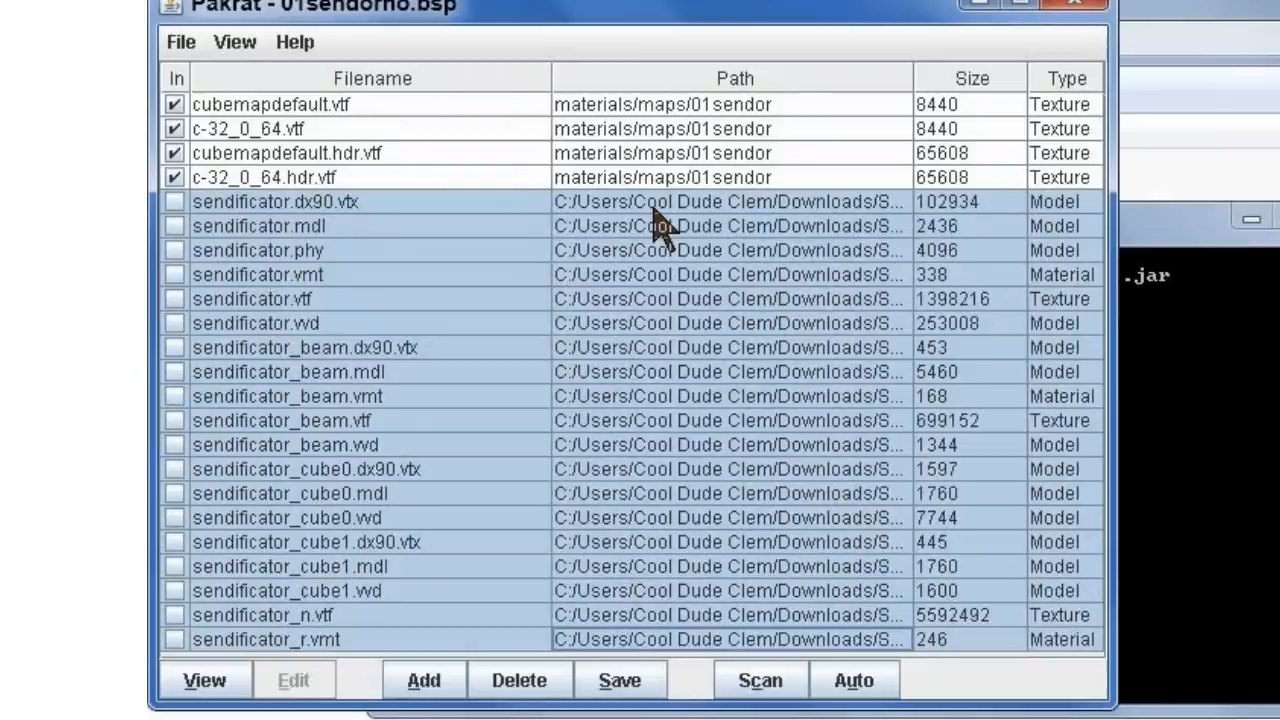 Pakrat - 01sendorno.bsp
File View Help
In Filename Path Size Type
cubemapdefault.vtf materials/maps/01sendor 8440 Texture
c-32_0_64.vtf materials/maps/01sendor 8440 Texture
cubemapdefault.hdr.vtf materials/maps/01sendor 65608 Texture
c-32_0_64.hdr.vtf materials/maps/01sendor 65608 Texture
sendificator.dx90.vtx C:/Users/Cool Dude Clem/Downloads/S... 102934 Model
sendificator.mdl C:/Users/Cool Dude Clem/Downloads/S... 2436 Model
sendificator.phy C:/Users/Cool Dude Clem/Downloads/S... 4096 Model
sendificator.vmt C:/Users/Cool Dude Clem/Downloads/S... 338 Material
.jar
sendificator.vtf C:/Users/Cool Dude Clem/Downloads/S... 1398216 Texture
sendificator.vvd C:/Users/Cool Dude Clem/Downloads/S... 253008 Model
sendificator_beam.dx90.vtx C:/Users/Cool Dude Clem/Downloads/S... 453 Model
sendificator_beam.mdl C:/Users/Cool Dude Clem/Downloads/S... 5460 Model
sendificator_beam.vmt C:/Users/Cool Dude Clem/Downloads/S... 168 Material
sendificator_beam.vtf C:/Users/Cool Dude Clem/Downloads/S... 699152 Texture
sendificator_beam.vvd C:/Users/Cool Dude Clem/Downloads/S... 1344 Model
sendificator_cube0.dx90.vtx C:/Users/Cool Dude Clem/Downloads/S... 1597 Model
sendificator_cube0.mdl C:/Users/Cool Dude Clem/Downloads/S... 1760 Model
sendificator_cube0.vvd C:/Users/Cool Dude Clem/Downloads/S... 7744 Model
sendificator_cube1.dx90.vtx C:/Users/Cool Dude Clem/Downloads/S... 445 Model
sendificator_cube1.mdl C:/Users/Cool Dude Clem/Downloads/S... 1760 Model
sendificator_cube1.vvd C:/Users/Cool Dude Clem/Downloads/S... 1600 Model
sendificator_n.vtf C:/Users/Cool Dude Clem/Downloads/S... 5592492 Texture
sendificator_r.vmt C:/Users/Cool Dude Clem/Downloads/S... 246 Material
View Edit Add Delete Save Scan Auto